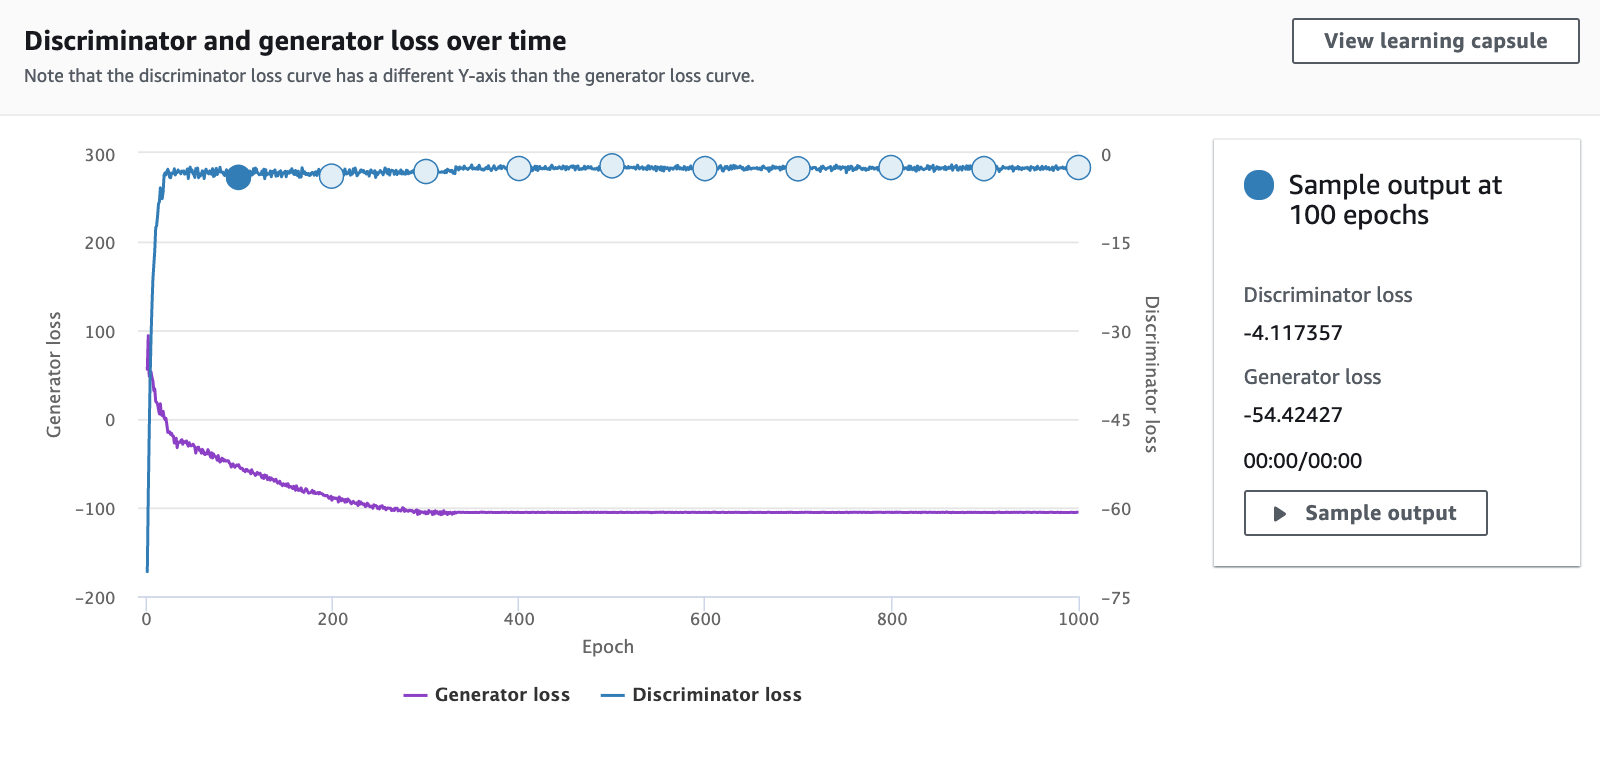 Discriminator and generator loss over time
Note that the discriminator loss curve has a different Y-axis than the generator loss curve.
View learning capsule
300
200
100
0
−100
−200
Generator loss
0
−15
−30
−45
−60
−75
Discriminator loss
0
200
400
600
800
1000
Epoch
Generator loss
Discriminator loss
Sample output at
100 epochs
Discriminator loss
-4.117357
Generator loss
-54.42427
00:00/00:00
Sample output